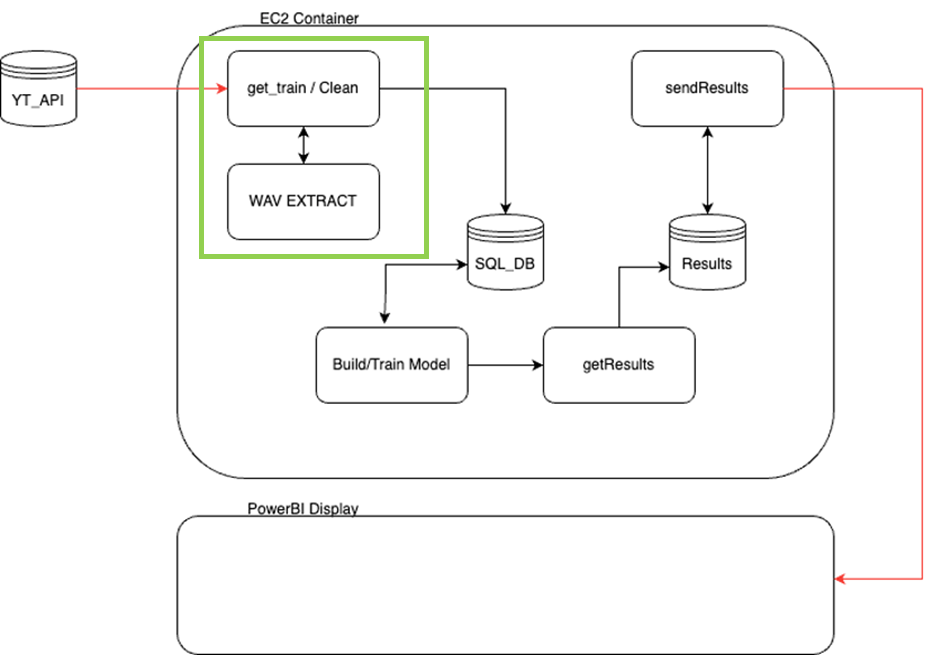 EC2 Container
YT_API
get_train / Clean
sendResults
WAV EXTRACT
SQL_DB
Results
Build/Train Model
getResults
PowerBI Display